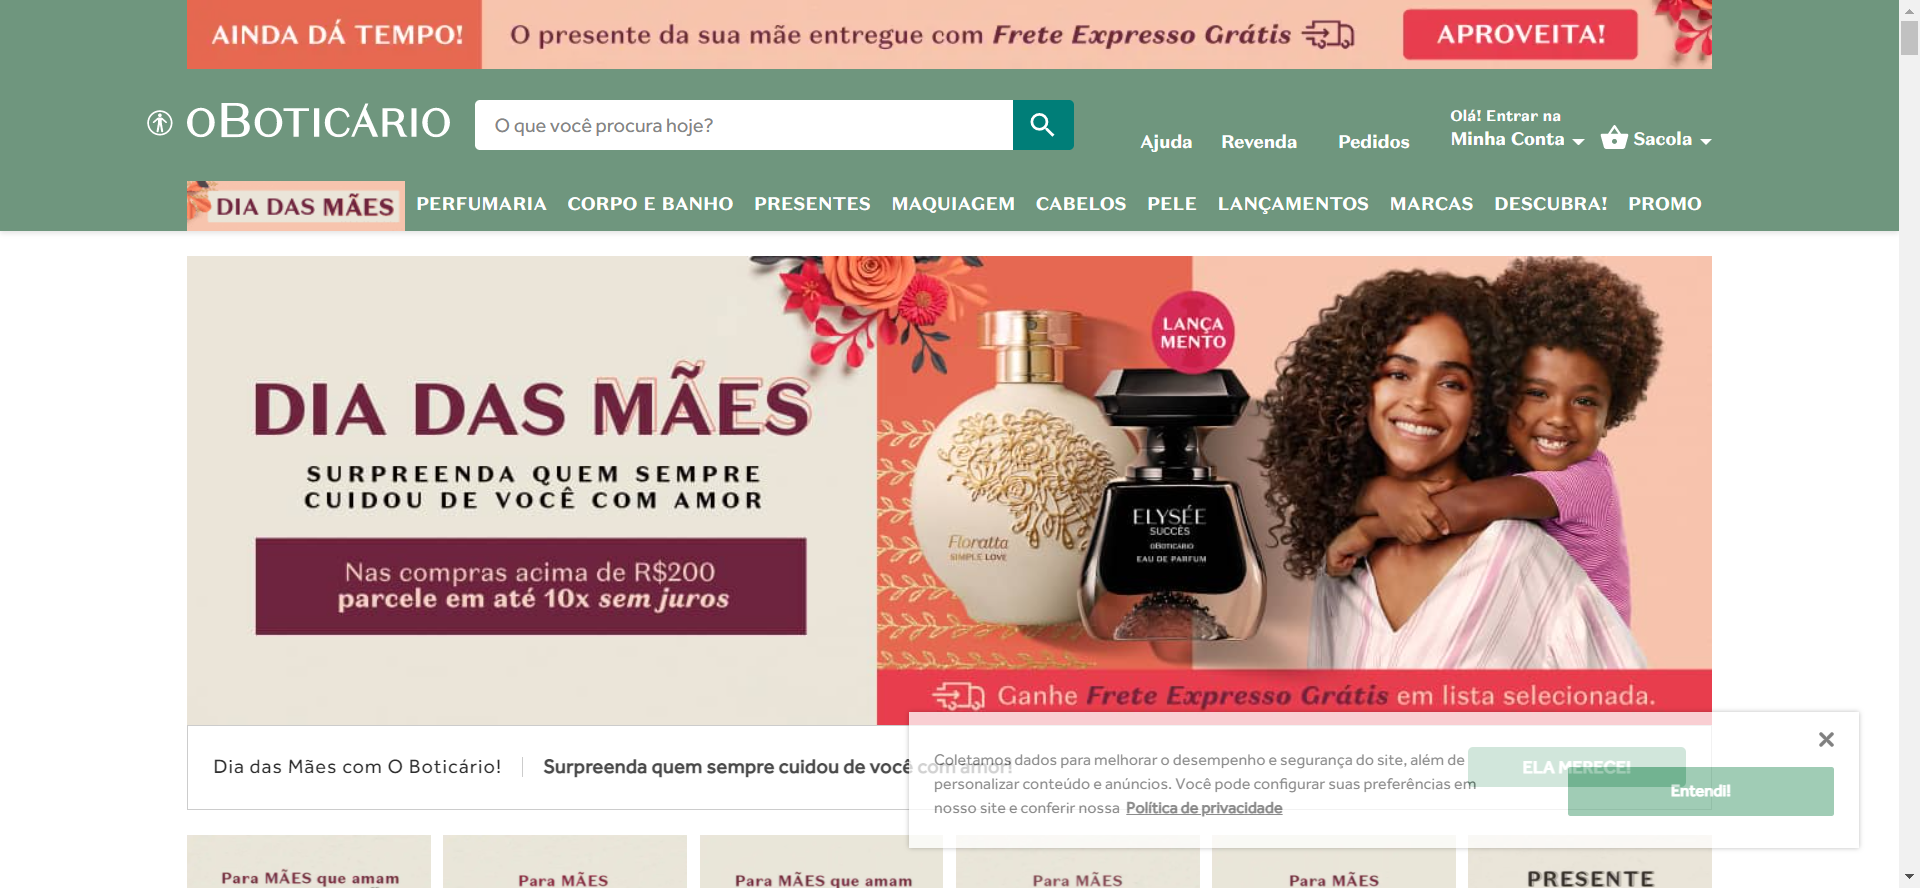 AINDA DÁ TEMPO!
O presente da sua mãe entregue com Frete Expresso Grátis
APROVEITA!
oBOTICÁRIO
O que você procura hoje?
Ajuda
Revenda
Pedidos
Olá! Entrar na
Minha Conta
Sacola
DIA DAS MÃES
PERFUMARIA
CORPO E BANHO
PRESENTES
MAQUIAGEM
CABELOS
PELE
LANÇAMENTOS
MARCAS
DESCUBRA!
PROMO
DIA DAS MÃES
SURPREENDA QUEM SEMPRE
CUIDOU DE VOCÊ COM AMOR
Nas compras acima de R$200
parcele em até 10x sem juros
LANÇA
MENTO
Floratta
SIMPLE LOVE
ELYSÉE
SUCCÈS
oBOTICÁRIO
EAU DE PARFUM
Ganhe Frete Expresso Grátis em lista selecionada.
Dia das Mães com O Boticário!
Surpreenda quem sempre cuidou de você com amor!
ELA MERECE!
Coletamos dados para melhorar o desempenho e segurança do site, além de
personalizar conteúdo e anúncios. Você pode configurar suas preferências em
nosso site e conferir nossa Política de privacidade
Entendi!
Para MÃES que amam
Para MÃES
Para MÃES que amam
Para MÃES
Para MÃES
PRESENTE